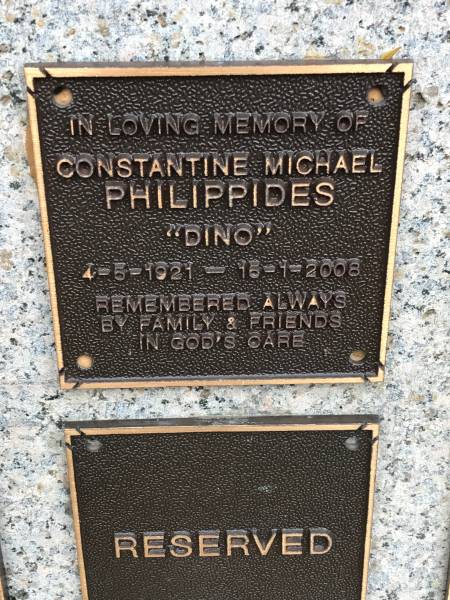 IN LOVING MEMORY OF
CONSTANTINE MICHAEL
PHILIPPIDES
"DINO"
4-5-1921 — 15-1-2008
REMEMBERED ALWAYS
BY FAMILY & FRIENDS
IN GOD'S CARE
RESERVED